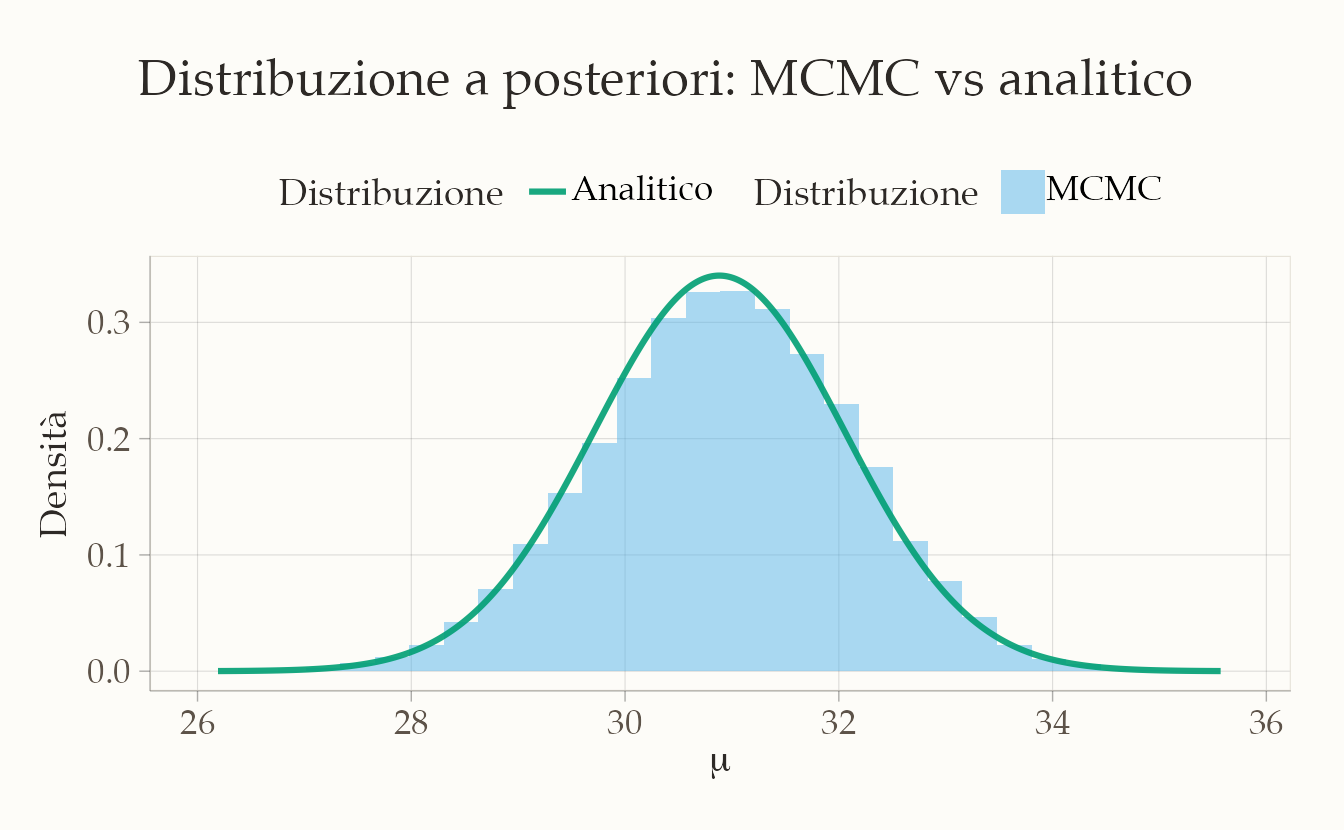 Distribuzione a posteriori: MCMC vs analitico
Distribuzione Analitico Distribuzione MCMC
Densità
0.3
0.2
0.1
0.0
26 28 30 32 34 36
μ